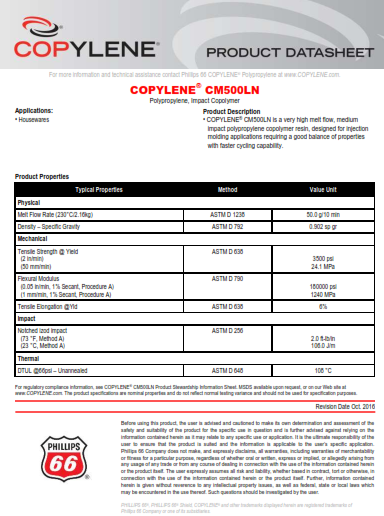 COPYLENE®
PRODUCT DATASHEET
For more information and technical assistance contact Phillips 66 COPYLENE® Polypropylene at www.COPYLENE.com.
COPYLENE® CM500LN
Polypropylene, Impact Copolymer
Applications:
• Housewares
Product Description
• COPYLENE® CM500LN is a very high melt flow, medium
impact polypropylene copolymer resin, designed for injection
molding applications requiring a good balance of properties
with faster cycling capability.
Product Properties
Typical Properties Method Value Unit
Physical
Melt Flow Rate (230°C/2.16kg) ASTM D 1238 50.0 g/10 min
Density – Specific Gravity ASTM D 792 0.902 sp gr
Mechanical
Tensile Strength @ Yield ASTM D 638
(2 in/min) 3500 psi
(50 mm/min) 24.1 MPa
Flexural Modulus ASTM D 790
(0.05 in/min, 1% Secant, Procedure A) 180000 psi
(1 mm/min, 1% Secant, Procedure A) 1240 MPa
Tensile Elongation @Yld ASTM D 638 6%
Impact
Notched Izod Impact ASTM D 256
(73 °F, Method A) 2.0 ft-lb/in
(23 °C, Method A) 106.0 J/m
Thermal
DTUL @66psi – Unannealed ASTM D 648 108 °C
For regulatory compliance information, see COPYLENE® CM500LN Product Stewardship Information Sheet. MSDS available upon request, or on our Web site at
www.COPYLENE.com. The product specifications are nominal properties and do not reflect normal testing variance and should not be used for specification purposes.
Revision Date Oct. 2016
PHILLIPS
66
®
Before using this product, the user is advised and cautioned to make its own determination and assessment of the
safety and suitability of the product for the specific use in question and is further advised against relying on the
information contained herein as it may relate to any specific use or application. It is the ultimate responsibility of the
user to ensure that the product is suited and the information is applicable to the user's specific application.
Phillips 66 Company does not make, and expressly disclaims, all warranties, including warranties of merchantability
or fitness for a particular purpose, regardless of whether oral or written, express or implied, or allegedly arising from
any usage of any trade or from any course of dealing in connection with the use of the information contained herein
or the product itself. The user expressly assumes all risk and liability, whether based in contract, tort or otherwise, in
connection with the use of the information contained herein or the product itself. Further, information contained
herein is given without reverence to any intellectual property issues, as well as federal, state or local laws which
may be encountered in the use thereof. Such questions should be investigated by the user.
PHILLIPS 66®, PHILLIPS 66® Shield, COPYLENE® and other trademarks displayed herein are registered trademarks of
Phillips 66 Company or one of its subsidiaries.